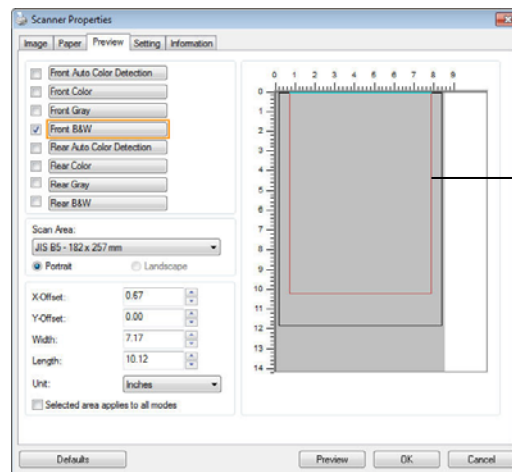 Scanner Properties
Image Paper Preview Setting Information
Front Auto Color Detection
Front Color
Front Gray
Front B&W
Rear Auto Color Detection
Rear Color
Rear Gray
Rear B&W
Scan Area:
JIS B5 - 182 x 257 mm
Portrait Landscape
X-Offset: 0.67
Y-Offset: 0.00
Width: 7.17
Length: 10.12
Unit: Inches
Selected area applies to all modes
0 1 2 3 4 5 6 7 8 9
0
1
2
3
4
5
6
7
8
9
10
11
12
13
14
Defaults Preview OK Cancel